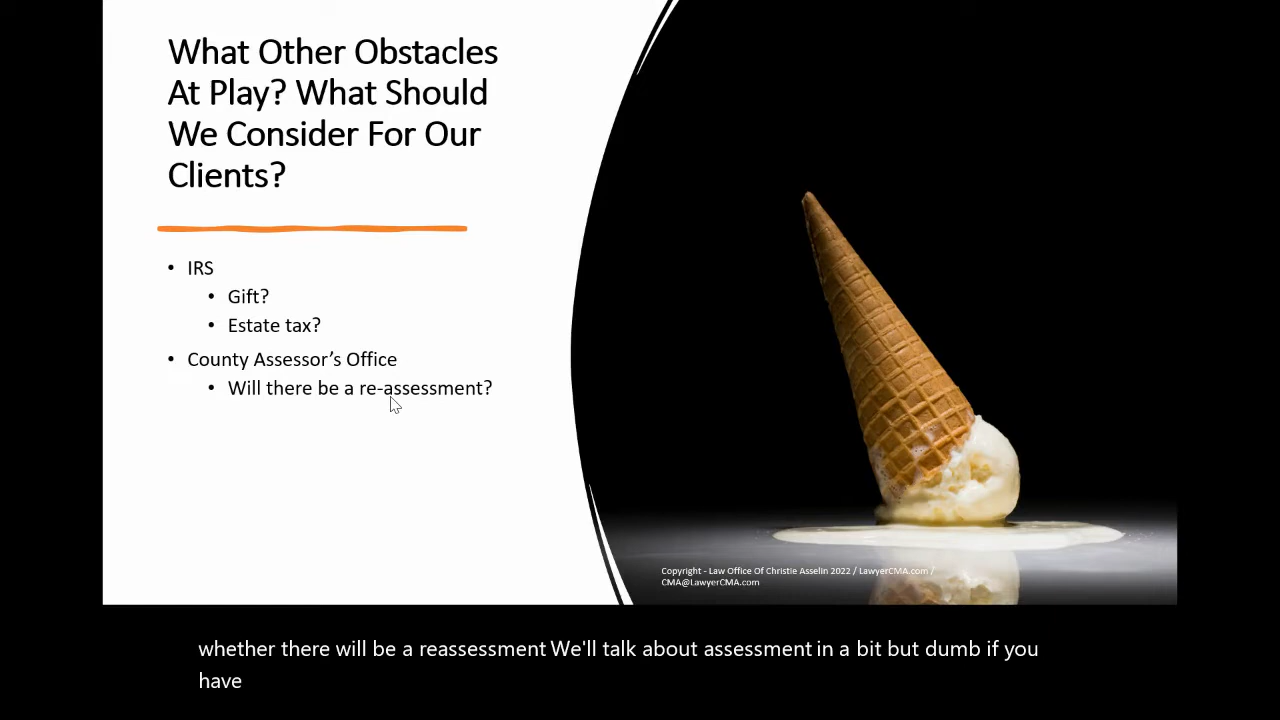 What Other Obstacles
At Play? What Should
We Consider For Our
Clients?
• IRS
• Gift?
• Estate tax?
• County Assessor’s Office
• Will there be a re-assessment?
Copyright - Law Office Of Christie Asselin 2022 / LawyerCMA.com /
CMA@LawyerCMA.com
whether there will be a reassessment We'll talk about assessment in a bit but dumb if you
have